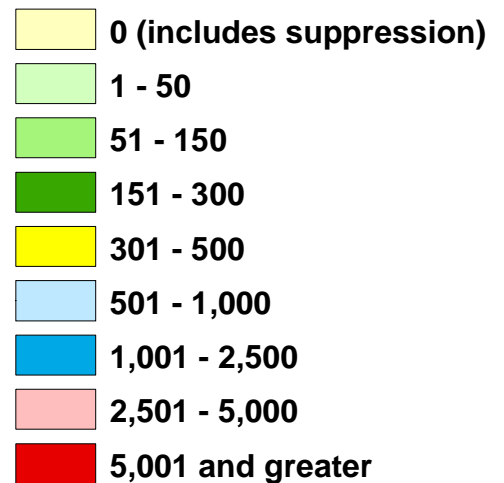 0 (includes suppression)
1 - 50
51 - 150
151 - 300
301 - 500
501 - 1,000
1,001 - 2,500
2,501 - 5,000
5,001 and greater